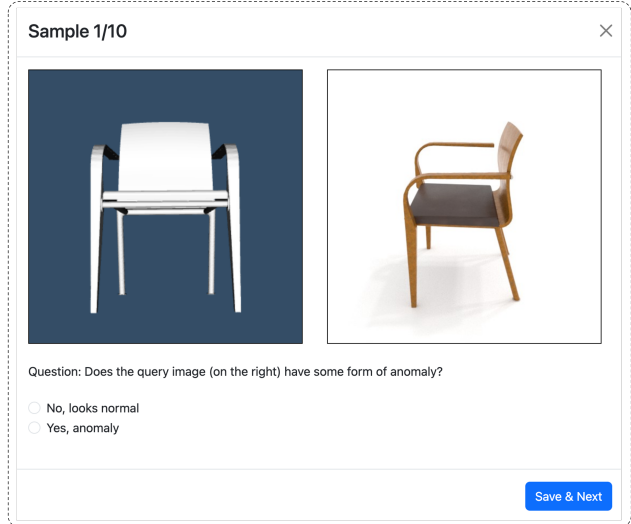 Sample 1/10
Question: Does the query image (on the right) have some form of anomaly?
No, looks normal
Yes, anomaly
Save & Next